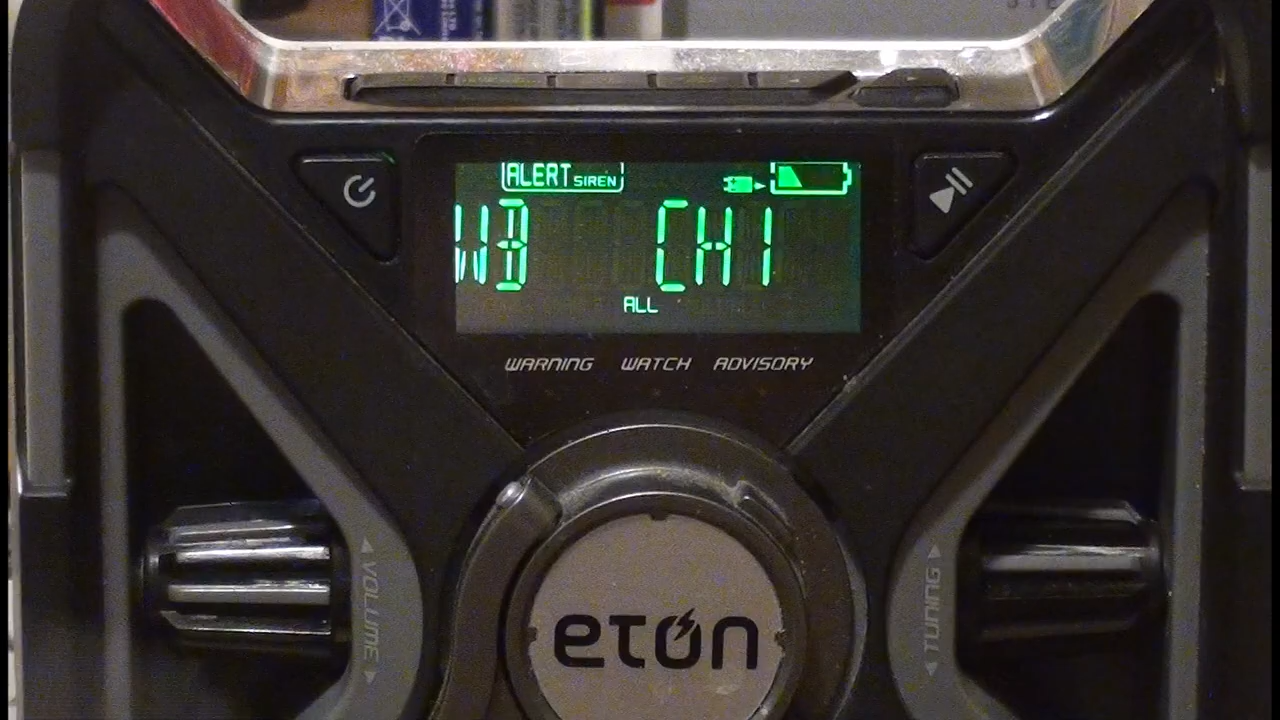 ALERT SIREN
WB CH1
ALL
WARNING WATCH ADVISORY
VOLUME
TUNING
etón